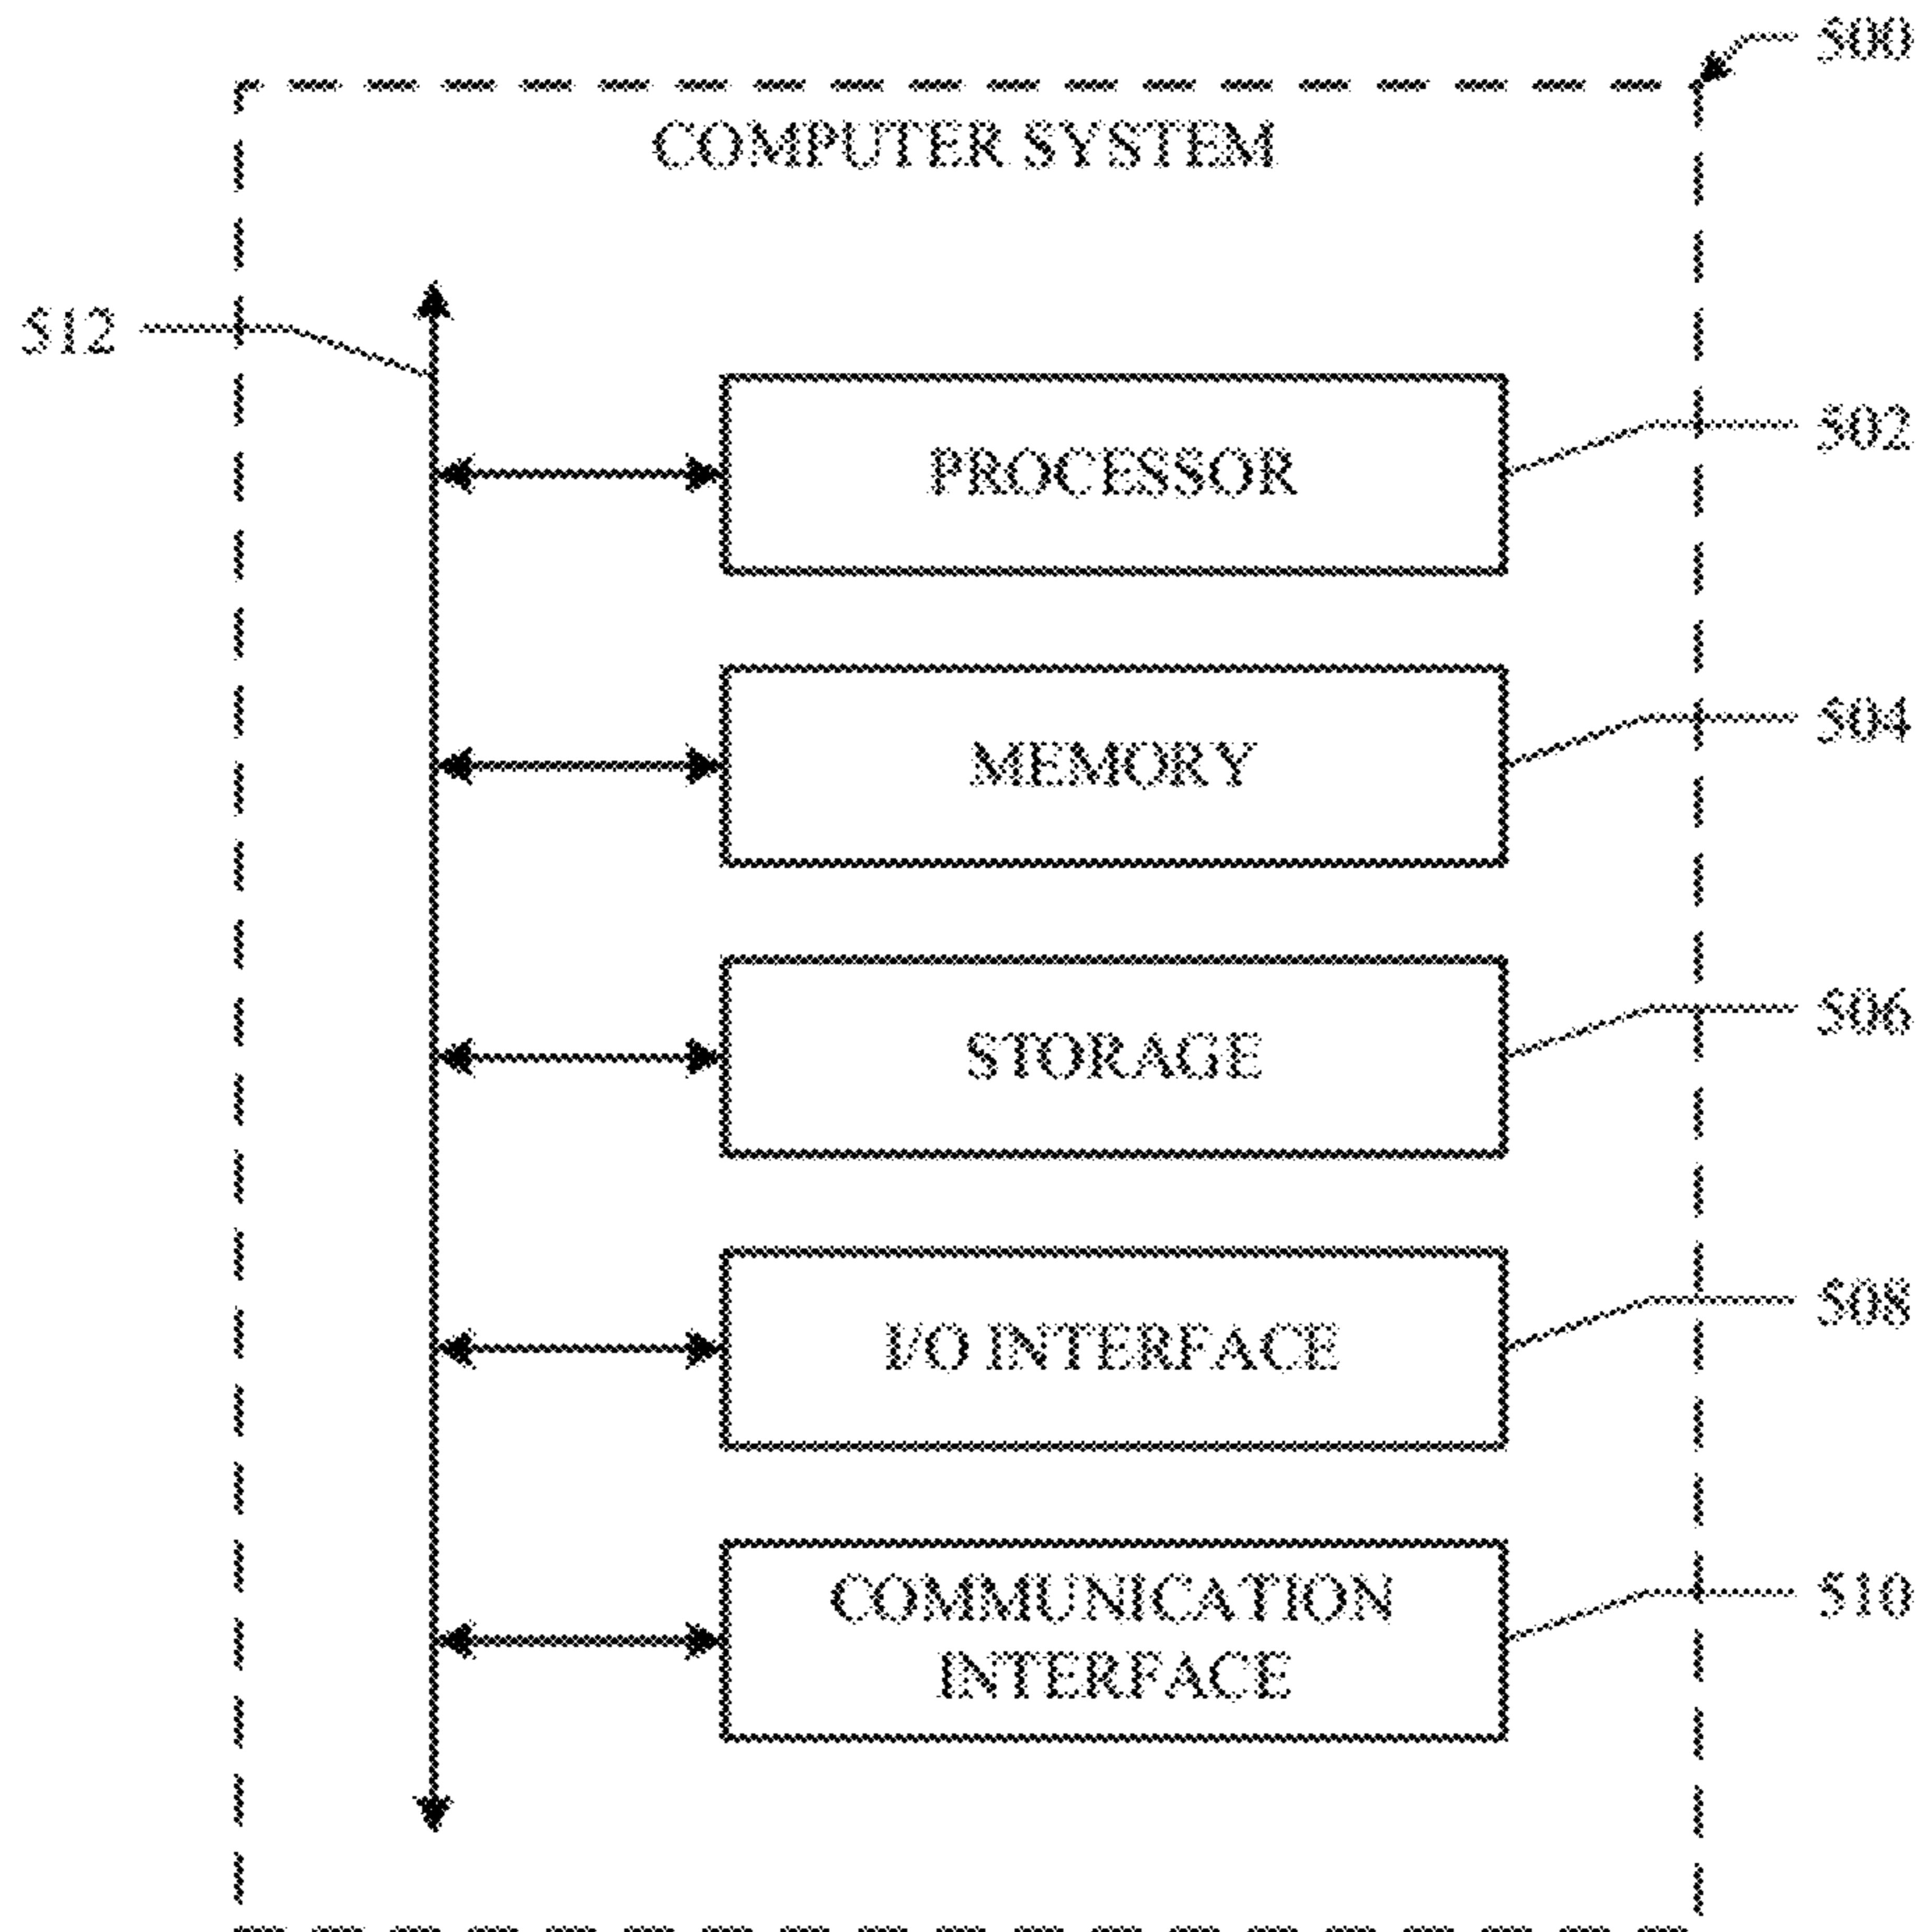 500
COMPUTER SYSTEM
512
PROCESSOR
502
MEMORY
504
STORAGE
506
I/O INTERFACE
508
COMMUNICATION
INTERFACE
510